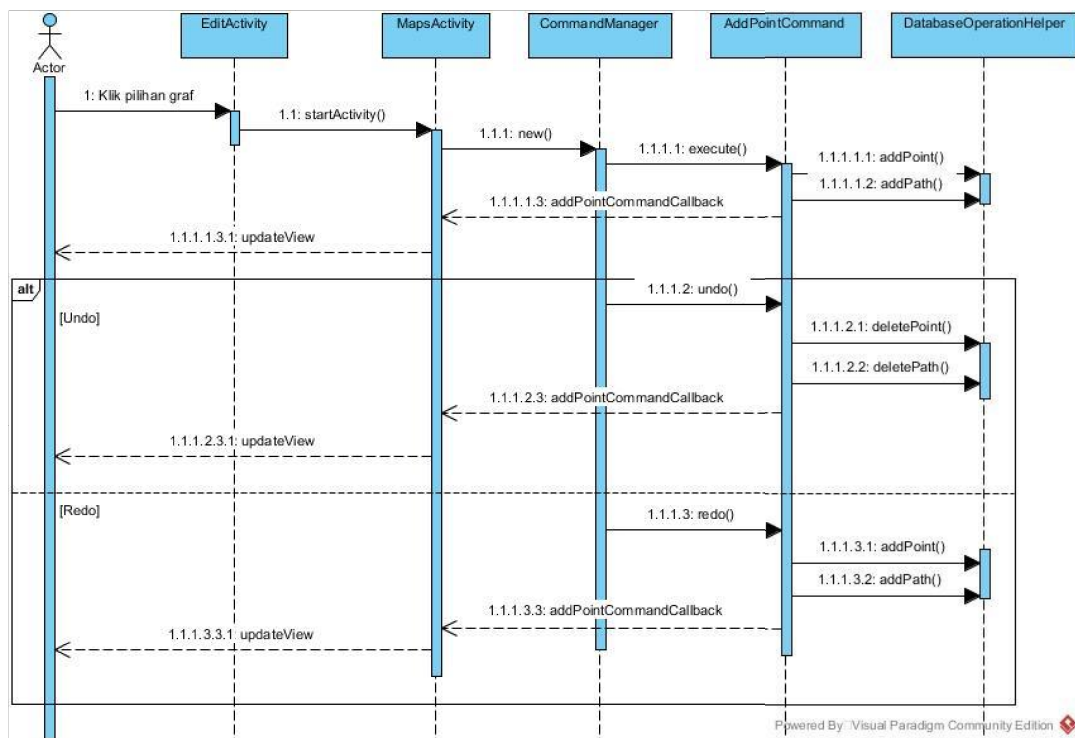 EditActivity
MapsActivity
CommandManager
AddPointCommand
DatabaseOperationHelper
Actor
1: Klik pilihan graf
1.1: startActivity()
1.1.1: new()
1.1.1.1: execute()
1.1.1.1.1: addPoint()
1.1.1.1.2: addPath()
1.1.1.1.3: addPointCommandCallback
1.1.1.1.3.1: updateView
alt
1.1.1.2: undo()
[Undo]
1.1.1.2.1: deletePoint()
1.1.1.2.2: deletePath()
1.1.1.2.3: addPointCommandCallback
1.1.1.2.3.1: updateView
[Redo]
1.1.1.3: redo()
1.1.1.3.1: addPoint()
1.1.1.3.2: addPath()
1.1.1.3.3: addPointCommandCallback
1.1.1.3.3.1: updateView
Powered By Visual Paradigm Community Edition